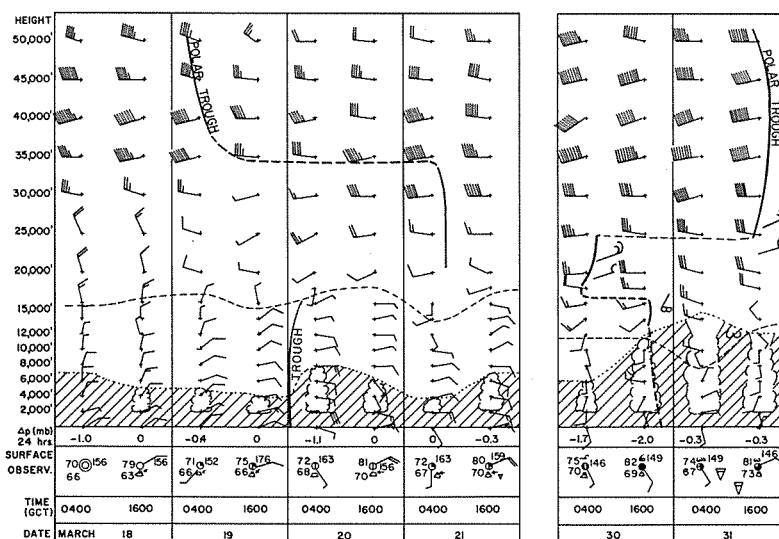 HEIGHT
50,000'
45,000'
40,000'
35,000'
30,000'
25,000'
20,000'
15,000'
12,000'
10,000'
8,000'
6,000'
4,000'
2,000'
POLAR TROUGH
TROUGH
POLAR TROUGH
Δp (mb) 24 hrs
-1.0 0 -0.4 0 -1.1 0 0 -0.3 -1.7 -2.0 -0.3 -0.3
SURFACE OBSERV.
70 156 66
79 156 63
71 152 66
75 176 66
72 163 68
81 156 70
72 163 67
80 159 70
75 146 70
82 149 69
74 149 67
81 146 73
TIME (GCT)
0400 1600 0400 1600 0400 1600 0400 1600 0400 1600 0400 1600
DATE MARCH 18 19 20 21 30 31